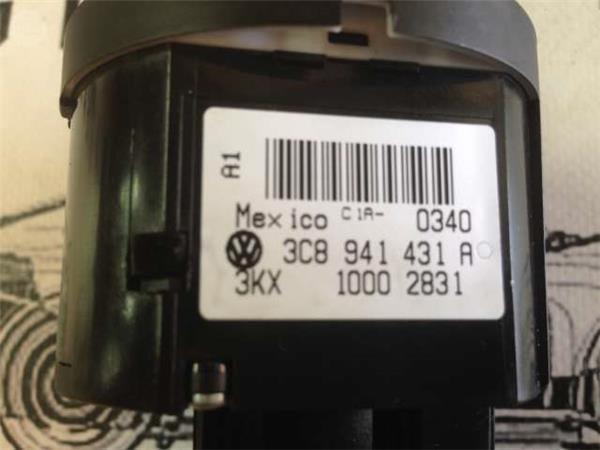 A1
Mexico C1A- 0340
3C8 941 431 A
3KX 1000 2831